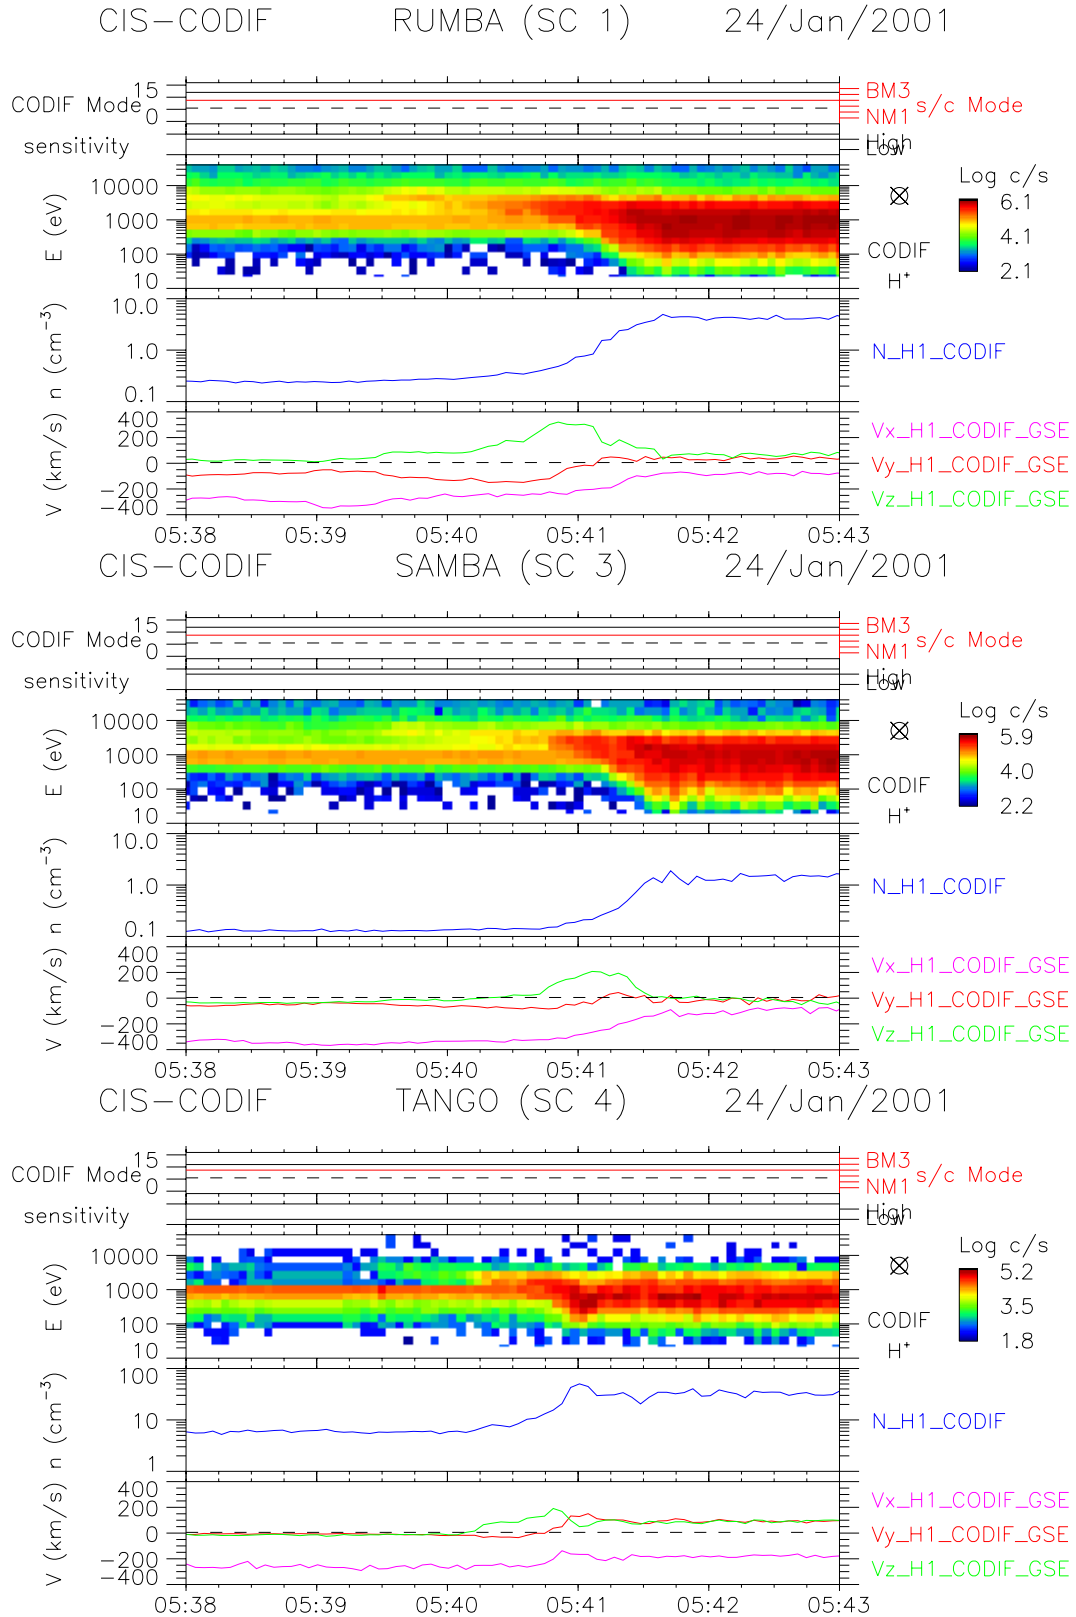 CIS-CODIF RUMBA (SC 1) 24/Jan/2001
CODIF Mode 15 0 BM3 NM1 s/c Mode
sensitivity High Low
E (eV) 10000 1000 100 10
CODIF H+
Log c/s 6.1 4.1 2.1
n (cm-3) 10.0 1.0 0.1
N_H1_CODIF
V (km/s) 400 200 0 -200 -400
Vx_H1_CODIF_GSE
Vy_H1_CODIF_GSE
Vz_H1_CODIF_GSE
05:38 05:39 05:40 05:41 05:42 05:43
CIS-CODIF SAMBA (SC 3) 24/Jan/2001
CODIF Mode 15 0 BM3 NM1 s/c Mode
sensitivity High Low
E (eV) 10000 1000 100 10
CODIF H+
Log c/s 5.9 4.0 2.2
n (cm-3) 10.0 1.0 0.1
N_H1_CODIF
V (km/s) 400 200 0 -200 -400
Vx_H1_CODIF_GSE
Vy_H1_CODIF_GSE
Vz_H1_CODIF_GSE
05:38 05:39 05:40 05:41 05:42 05:43
CIS-CODIF TANGO (SC 4) 24/Jan/2001
CODIF Mode 15 0 BM3 NM1 s/c Mode
sensitivity High Low
E (eV) 10000 1000 100 10
CODIF H+
Log c/s 5.2 3.5 1.8
n (cm-3) 100 10 1
N_H1_CODIF
V (km/s) 400 200 0 -200 -400
Vx_H1_CODIF_GSE
Vy_H1_CODIF_GSE
Vz_H1_CODIF_GSE
05:38 05:39 05:40 05:41 05:42 05:43